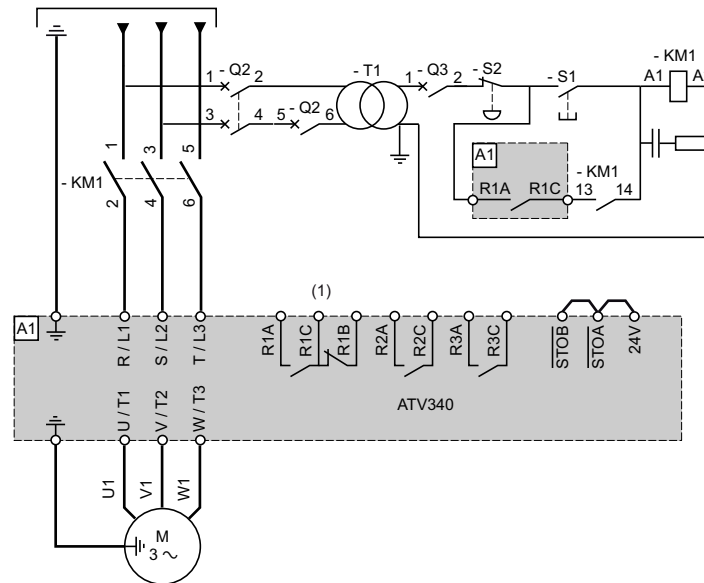 - Q2
1
2
- T1
1
- Q3
2
- S2
- S1
- KM1
A1
A
3
4
5
- Q2
6
1
3
5
- KM1
2
4
6
A1
R1A
R1C
- KM1
13
14
(1)
A1
R / L1
S / L2
T / L3
R1A
R1C
R1B
R2A
R2C
R3A
R3C
STOB
STOA
24V
U / T1
V / T2
W / T3
ATV340
U1
V1
W1
M
3 ~